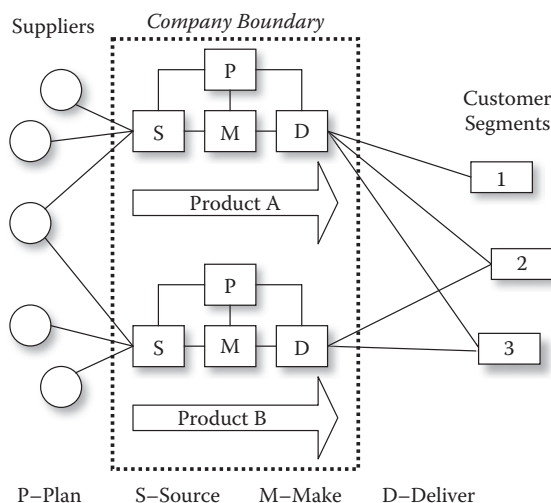 Suppliers
Company Boundary
P
Customer
Segments
S M D
1
Product A
2
P
S M D
3
Product B
P–Plan S–Source M–Make D–Deliver